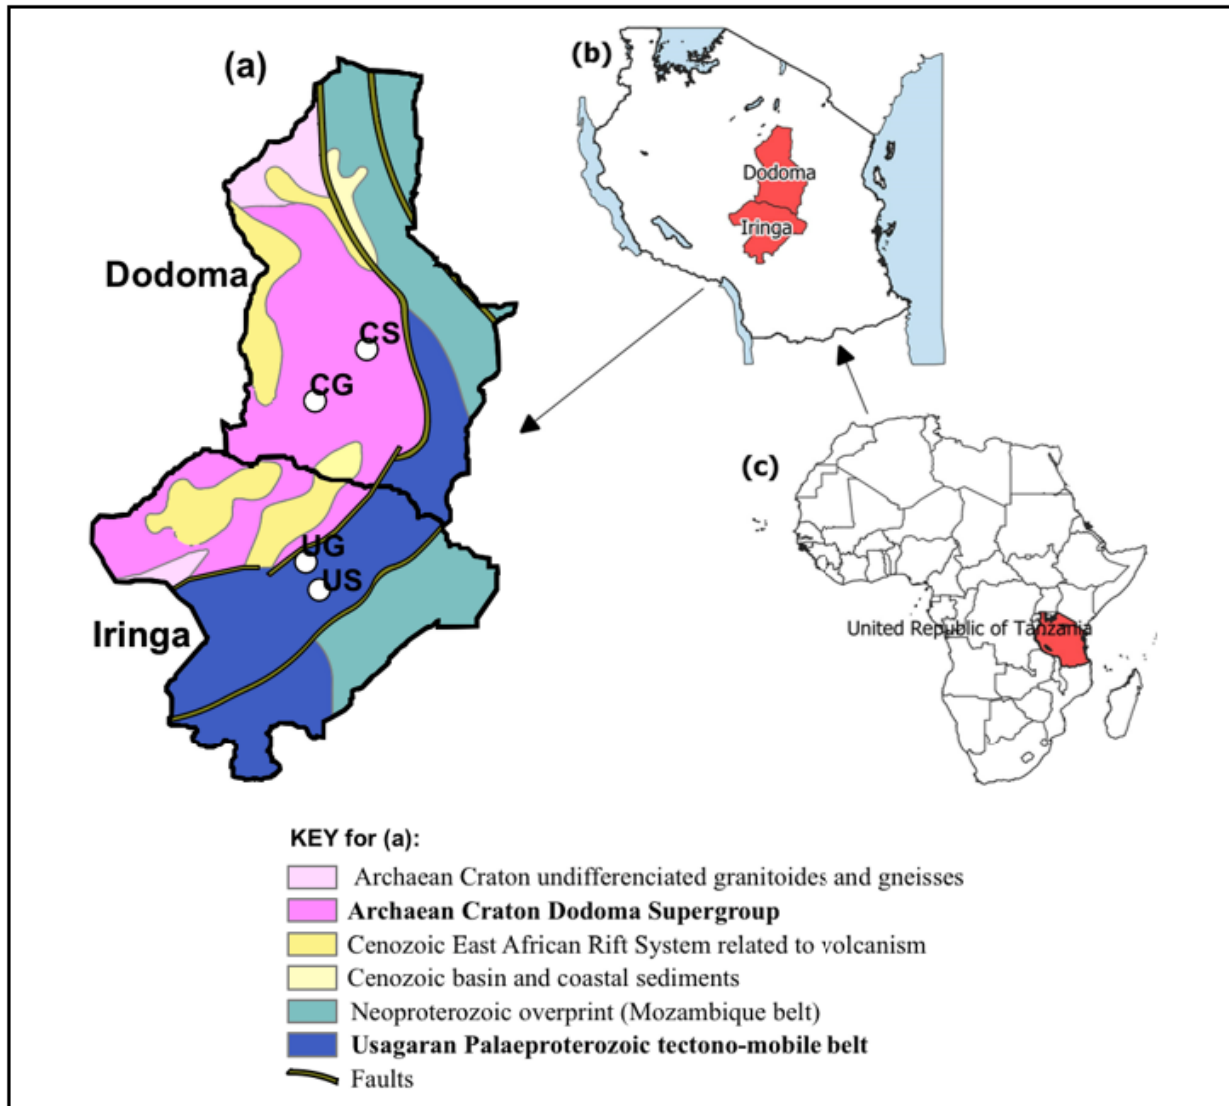 (a)
Dodoma
CS
CG
UG
US
Iringa
(b)
Dodoma
Iringa
(c)
United Republic of Tanzania
KEY for (a):
Archaean Craton undifferenciated granitoides and gneisses
Archaean Craton Dodoma Supergroup
Cenozoic East African Rift System related to volcanism
Cenozoic basin and coastal sediments
Neoproterozoic overprint (Mozambique belt)
Usagaran Palaeproterozoic tectono-mobile belt
Faults